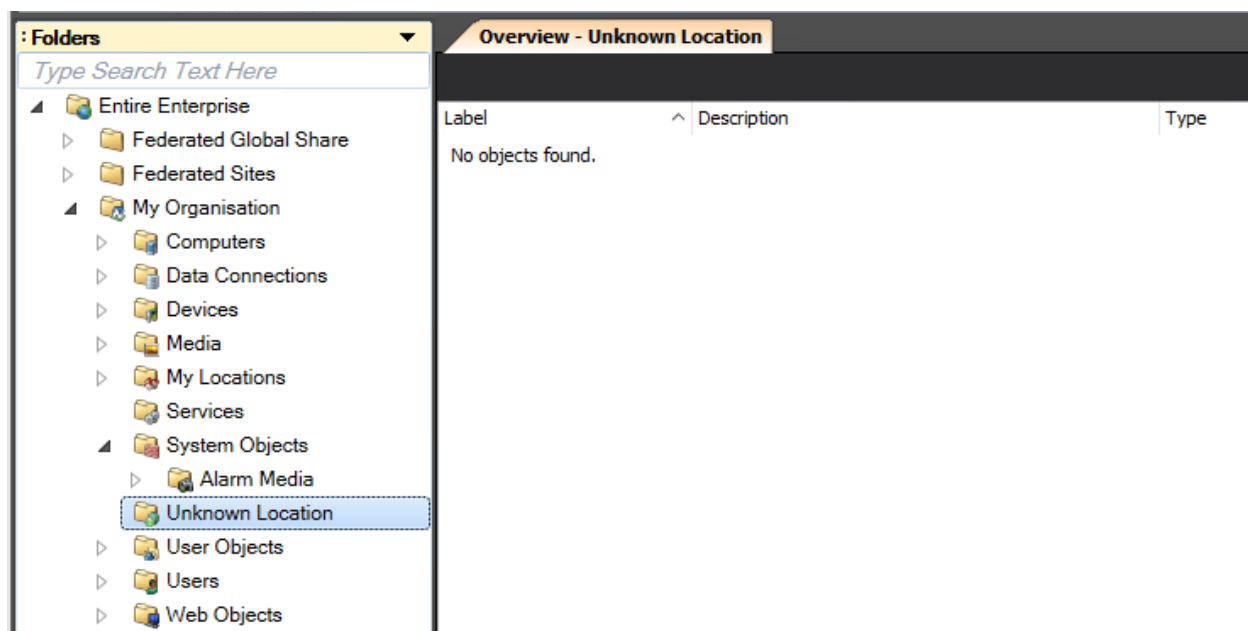 Folders
Type Search Text Here
Entire Enterprise
Federated Global Share
Federated Sites
My Organisation
Computers
Data Connections
Devices
Media
My Locations
Services
System Objects
Alarm Media
Unknown Location
User Objects
Users
Web Objects
Overview - Unknown Location
Label Description Type
No objects found.